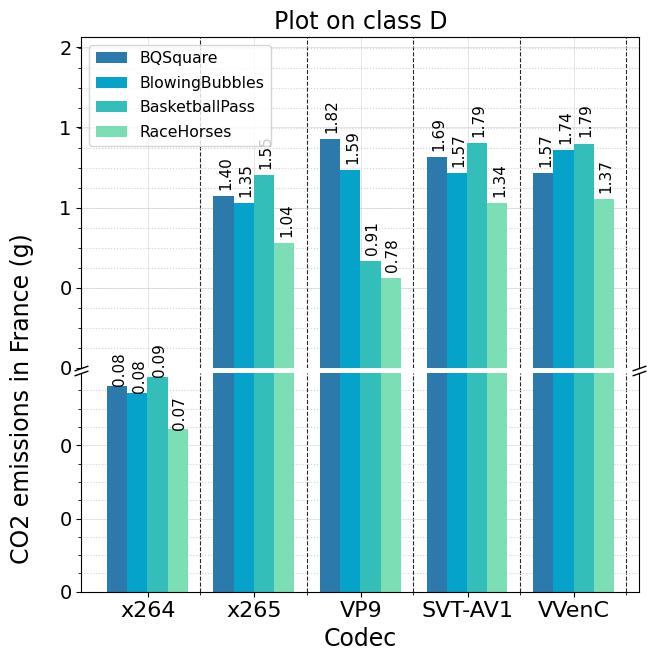 Plot on class D
BQSquare
BlowingBubbles
BasketballPass
RaceHorses
CO2 emissions in France (g)
2
1
1
0
0
0
0
0
0.08
0.08
0.09
0.07
1.40
1.35
1.55
1.04
1.82
1.59
0.91
0.78
1.69
1.57
1.79
1.34
1.57
1.74
1.79
1.37
x264
x265
VP9
SVT-AV1
VVenC
Codec